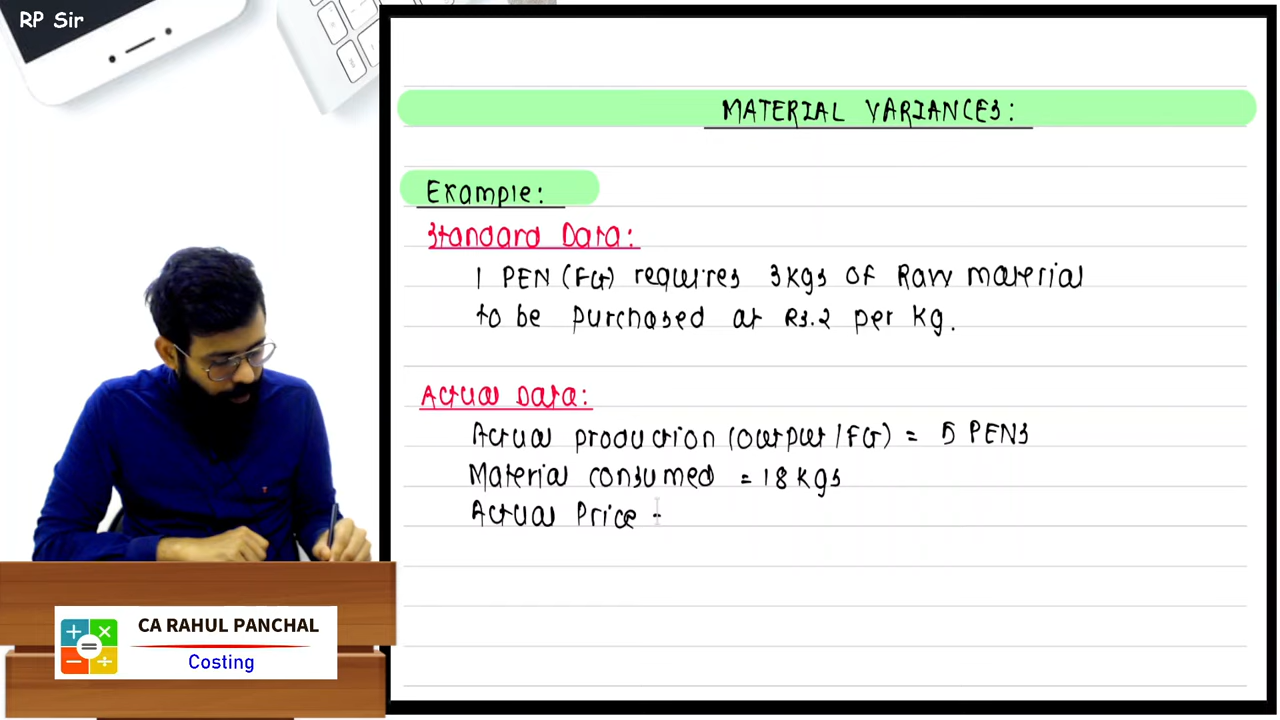 RP Sir
MATERIAL VARIANCES:
Example:
Standard Data:
1 PEN (FG) requires 3kgs of Raw material
to be purchased at Rs.2 per kg.
Actual Data:
Actual production (output/FG) = 5 PENS
Material consumed = 18 kgs
Actual Price -
CA RAHUL PANCHAL
Costing